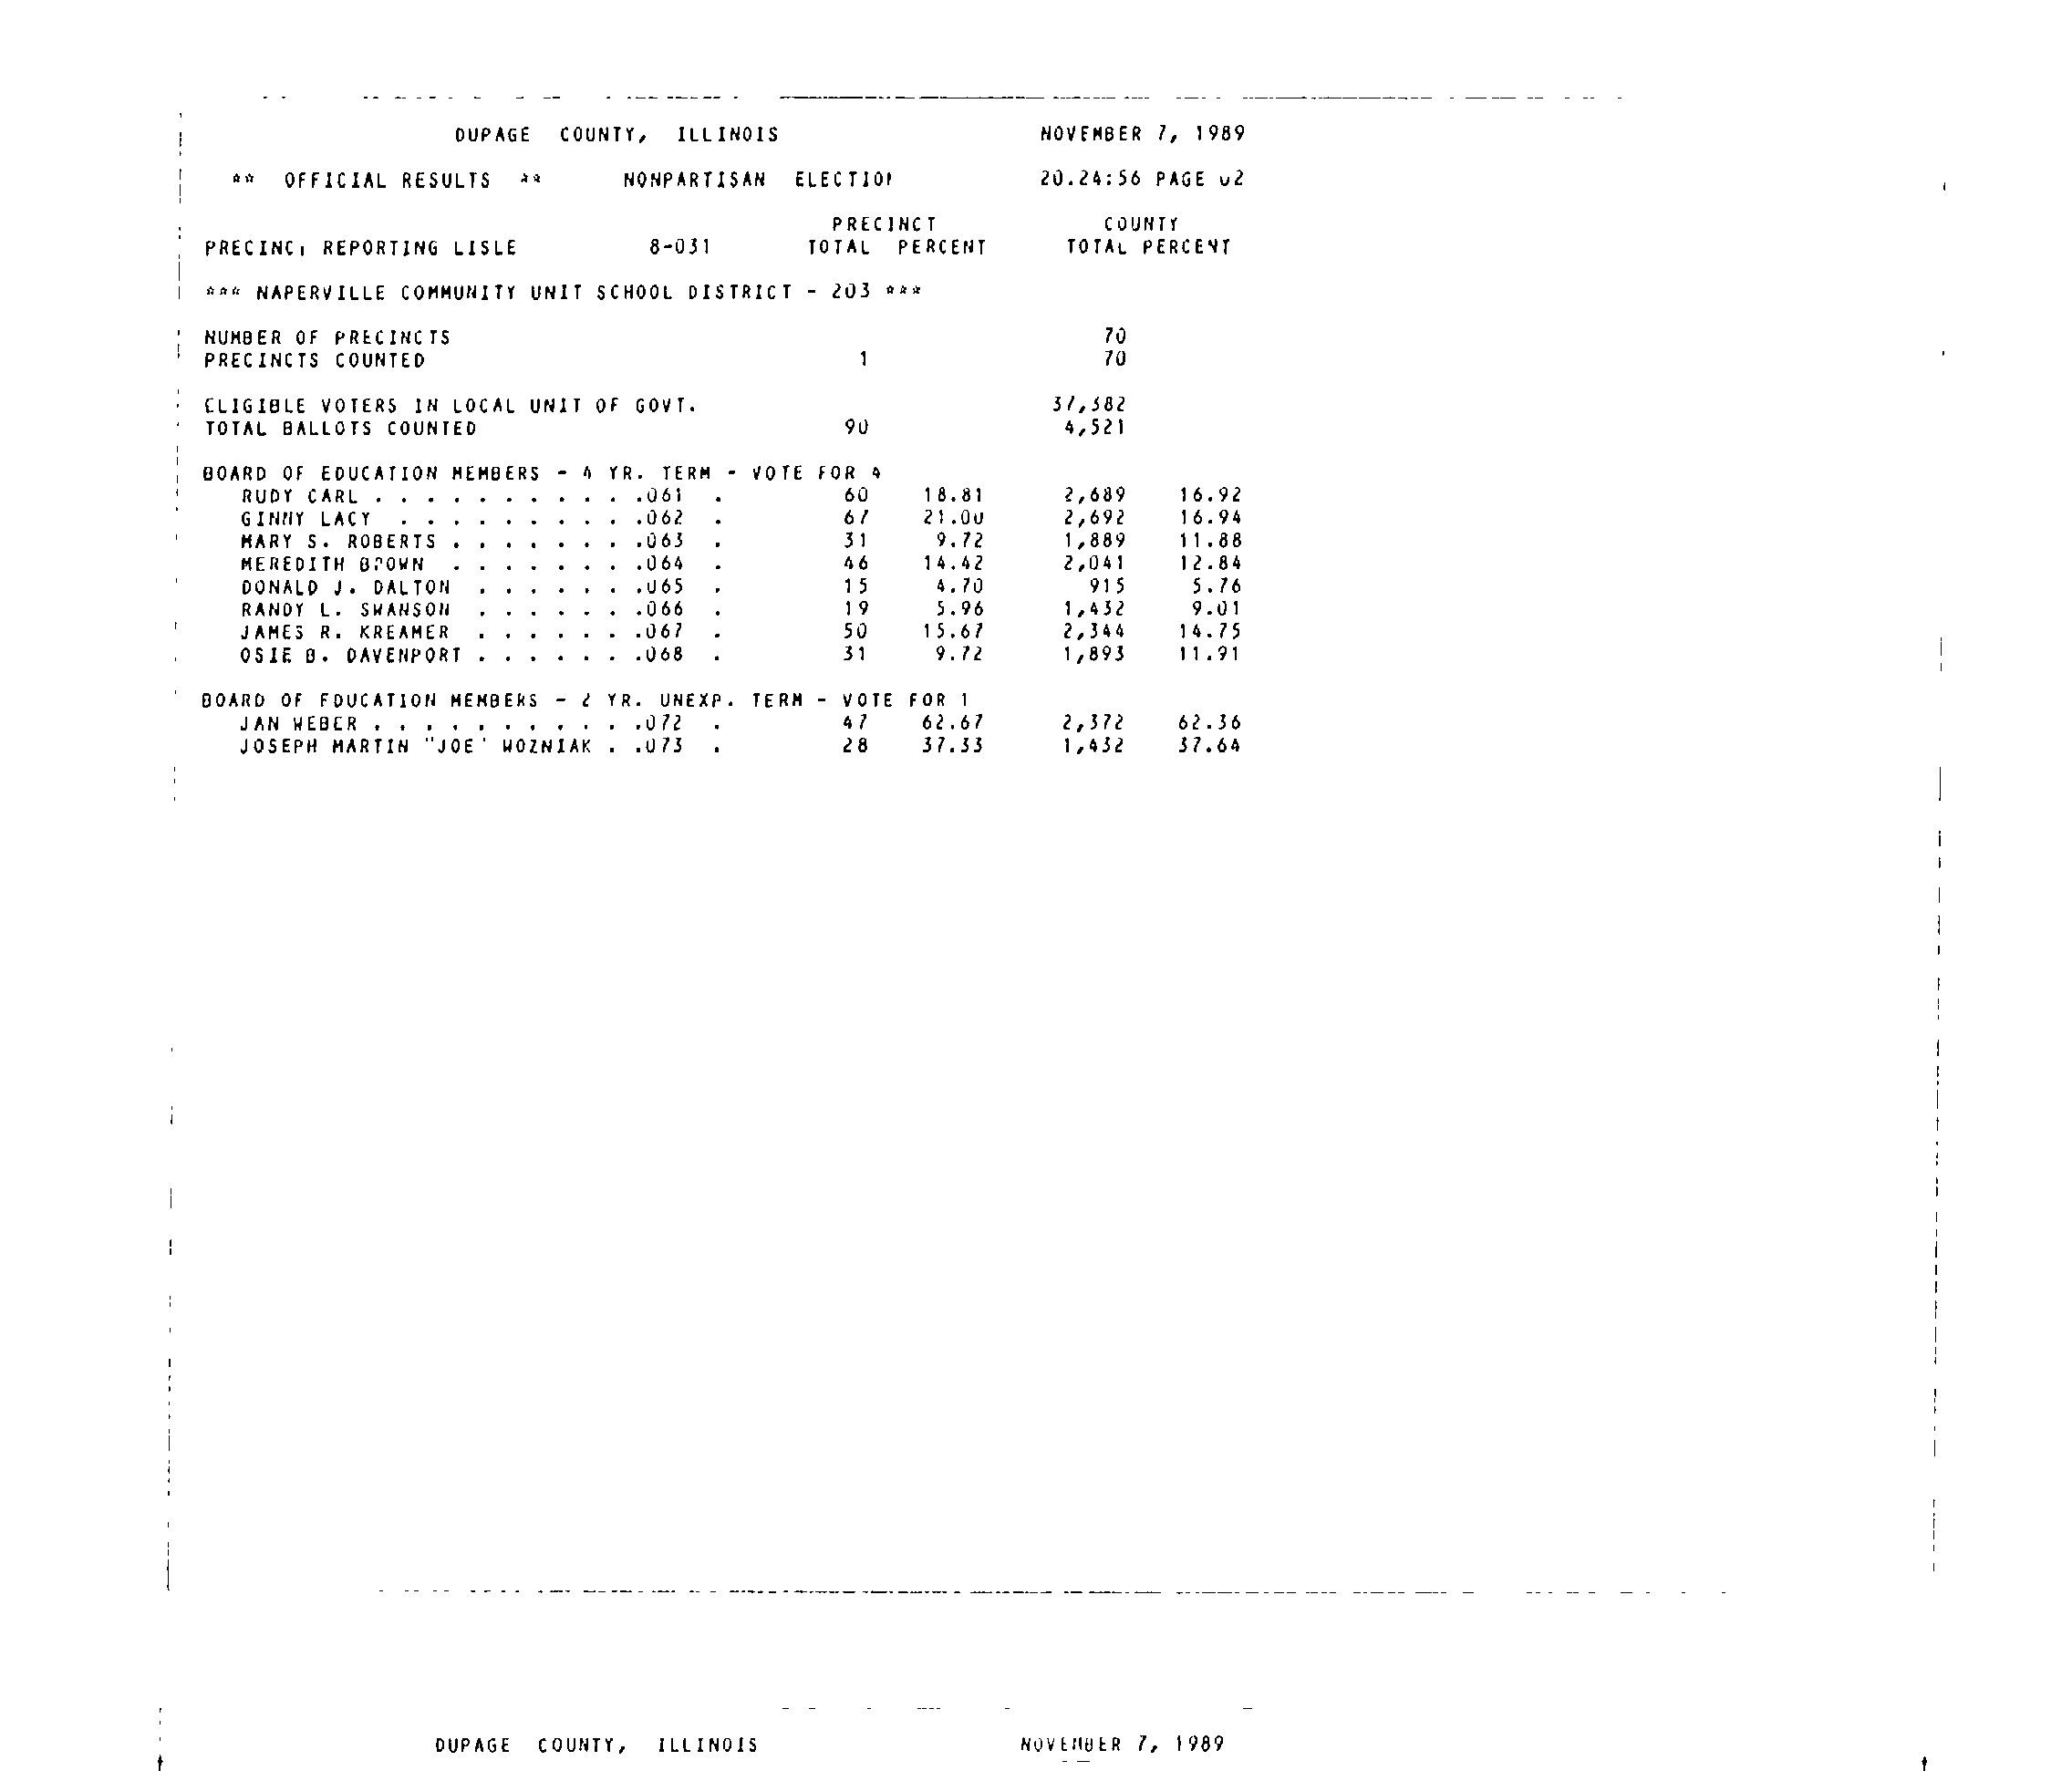 DUPAGE COUNTY, ILLINOIS NOVEMBER 7, 1989
** OFFICIAL RESULTS ** NONPARTISAN ELECTION 20.24:56 PAGE 02
PRECINCT COUNTY
PRECINCT REPORTING LISLE 8-031 TOTAL PERCENT TOTAL PERCENT
*** NAPERVILLE COMMUNITY UNIT SCHOOL DISTRICT - 203 ***
NUMBER OF PRECINCTS 70
PRECINCTS COUNTED 1 70
ELIGIBLE VOTERS IN LOCAL UNIT OF GOVT. 37,382
TOTAL BALLOTS COUNTED 90 4,521
BOARD OF EDUCATION MEMBERS - 4 YR. TERM - VOTE FOR 4
RUDY CARL . . . . . . . . . . .061 . 60 18.81 2,689 16.92
GINNY LACY . . . . . . . . . .062 . 67 21.00 2,692 16.94
MARY S. ROBERTS . . . . . . . .063 . 31 9.72 1,889 11.88
MEREDITH BROWN . . . . . . . .064 . 46 14.42 2,041 12.84
DONALD J. DALTON . . . . . . .065 . 15 4.70 915 5.76
RANDY L. SWANSON . . . . . . .066 . 19 5.96 1,432 9.01
JAMES R. KREAMER . . . . . . .067 . 50 15.67 2,344 14.75
OSIE B. DAVENPORT . . . . . . .068 . 31 9.72 1,893 11.91
BOARD OF EDUCATION MEMBERS - 2 YR. UNEXP. TERM - VOTE FOR 1
JAN WEBER . . . . . . . . . . .072 . 47 62.67 2,372 62.36
JOSEPH MARTIN "JOE" WOZNIAK . .073 . 28 37.33 1,432 37.64
DUPAGE COUNTY, ILLINOIS NOVEMBER 7, 1989